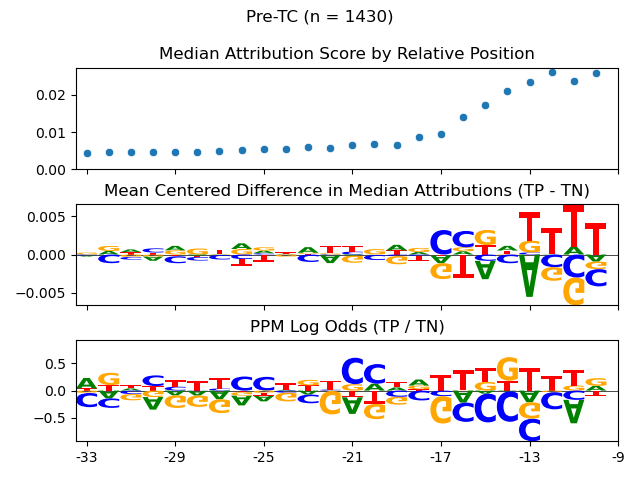 Pre-TC (n = 1430)
Median Attribution Score by Relative Position
0.02
0.01
0.00
Mean Centered Difference in Median Attributions (TP - TN)
0.005
0.000
−0.005
PPM Log Odds (TP / TN)
0.5
0.0
−0.5
-33 -29 -25 -21 -17 -13 -9